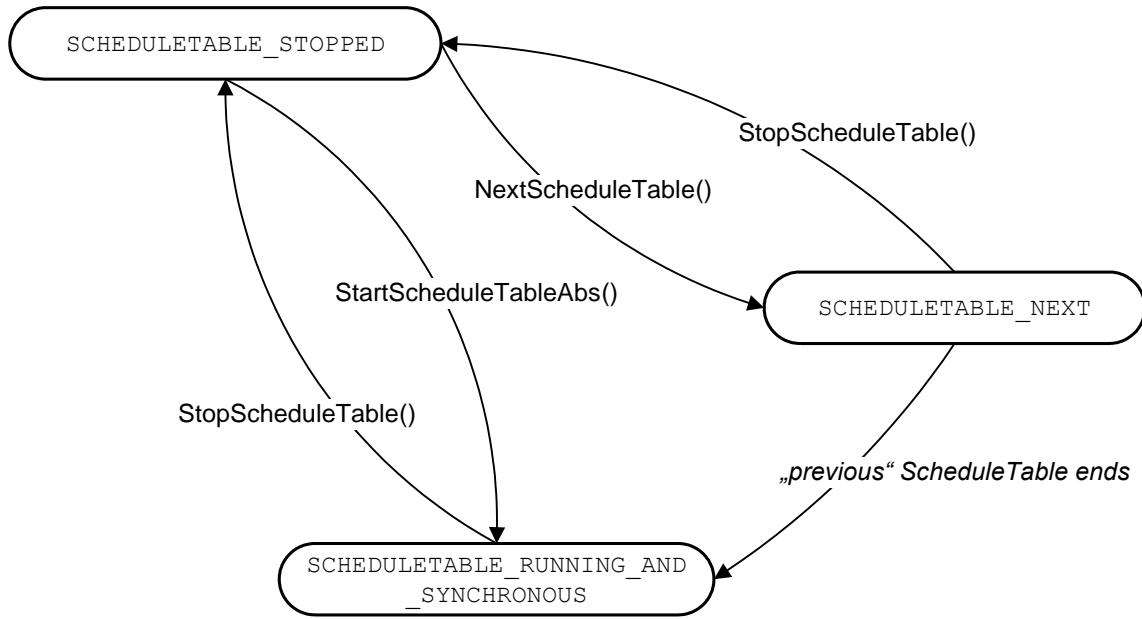 SCHEDULETABLE_STOPPED
StopScheduleTable()
NextScheduleTable()
StartScheduleTableAbs()
SCHEDULETABLE_NEXT
StopScheduleTable()
„previous“ ScheduleTable ends
SCHEDULETABLE_RUNNING_AND
_SYNCHRONOUS